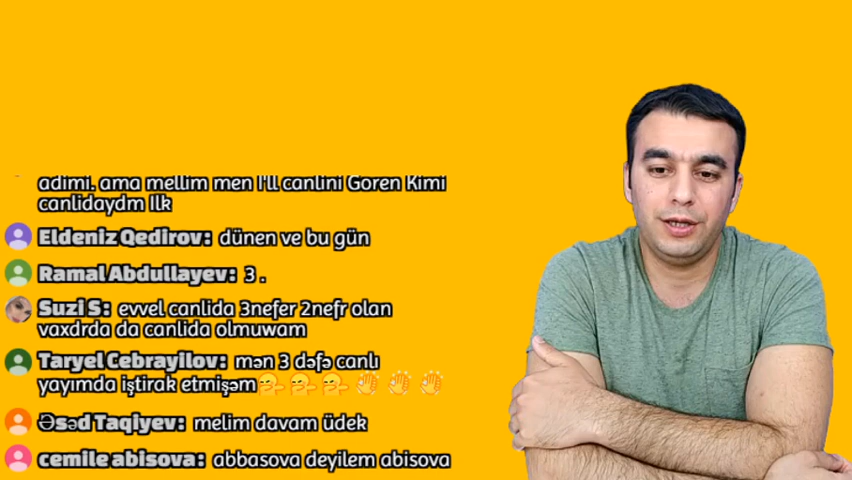 adimi. ama mellim men I'll canlini Goren Kimi
canlidaydm Ilk
Eldeniz Qedirov: dünen ve bu gün
Ramal Abdullayev: 3 .
Suzi S: evvel canlida 3nefer 2nefr olan
vaxdrda da canlida olmuwam
Taryel Cebrayilov: mən 3 dəfə canlı
yayımda iştirak etmişəm
Əsəd Taqiyev: melim davam üdek
cemile abisova: abbasova deyilem abisova